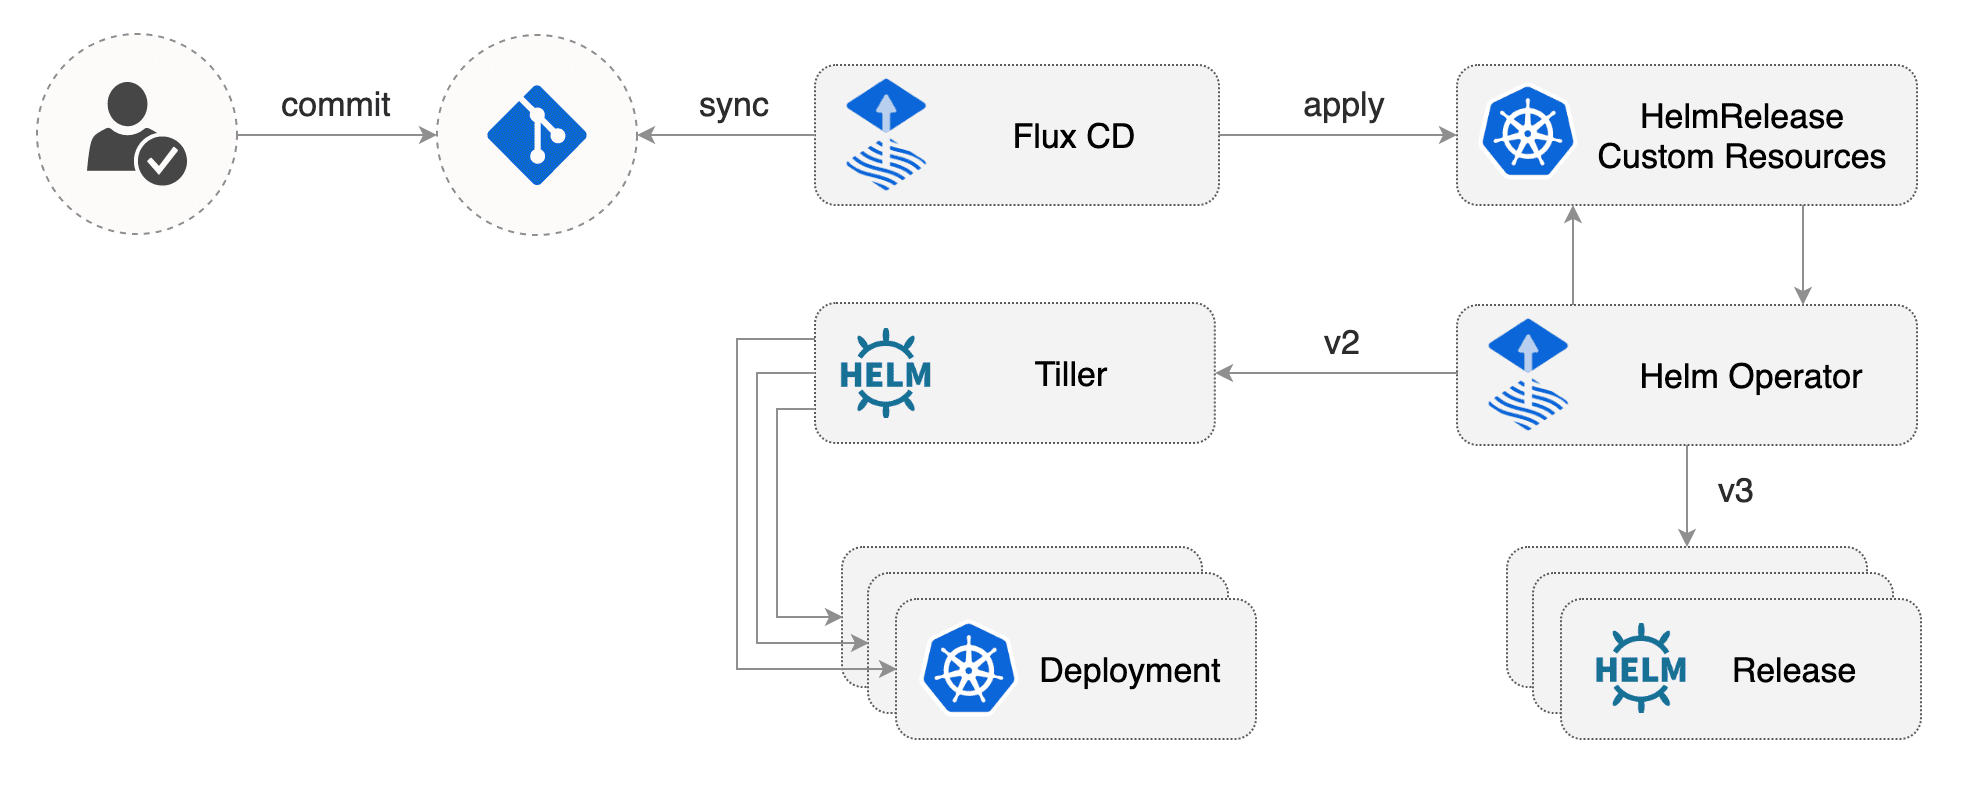 commit
sync
Flux CD
apply
HelmRelease
Custom Resources
HELM
Tiller
v2
Helm Operator
v3
Deployment
HELM
Release